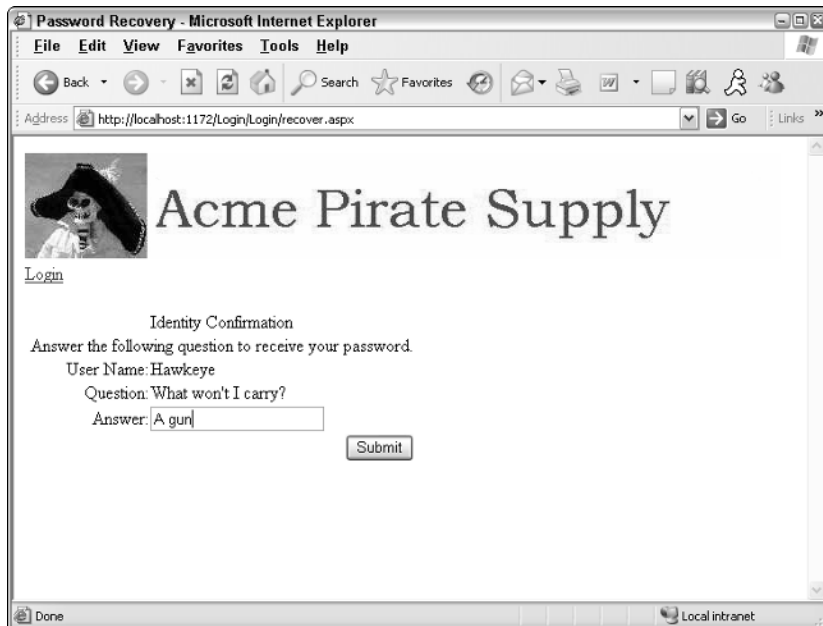 Password Recovery - Microsoft Internet Explorer
File Edit View Favorites Tools Help
Back Search Favorites
Address http://localhost:1172/Login/Login/recover.aspx Go Links »
Acme Pirate Supply
Login
Identity Confirmation
Answer the following question to receive your password.
User Name: Hawkeye
Question: What won't I carry?
Answer: A gun
Submit
Done Local intranet